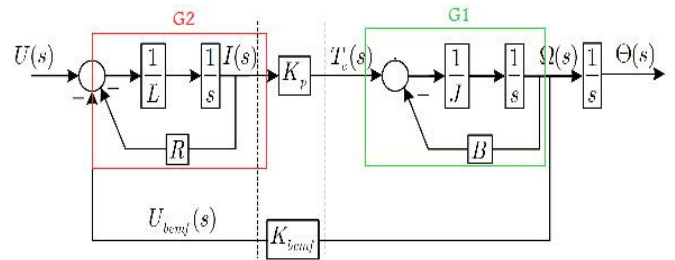 G2
G1
U(s)
1
L
1
s
I(s)
K_p
T_e(s)
1
J
1
s
Ω(s)
1
s
Θ(s)
−
−
−
R
B
U_bemf(s)
K_bemf